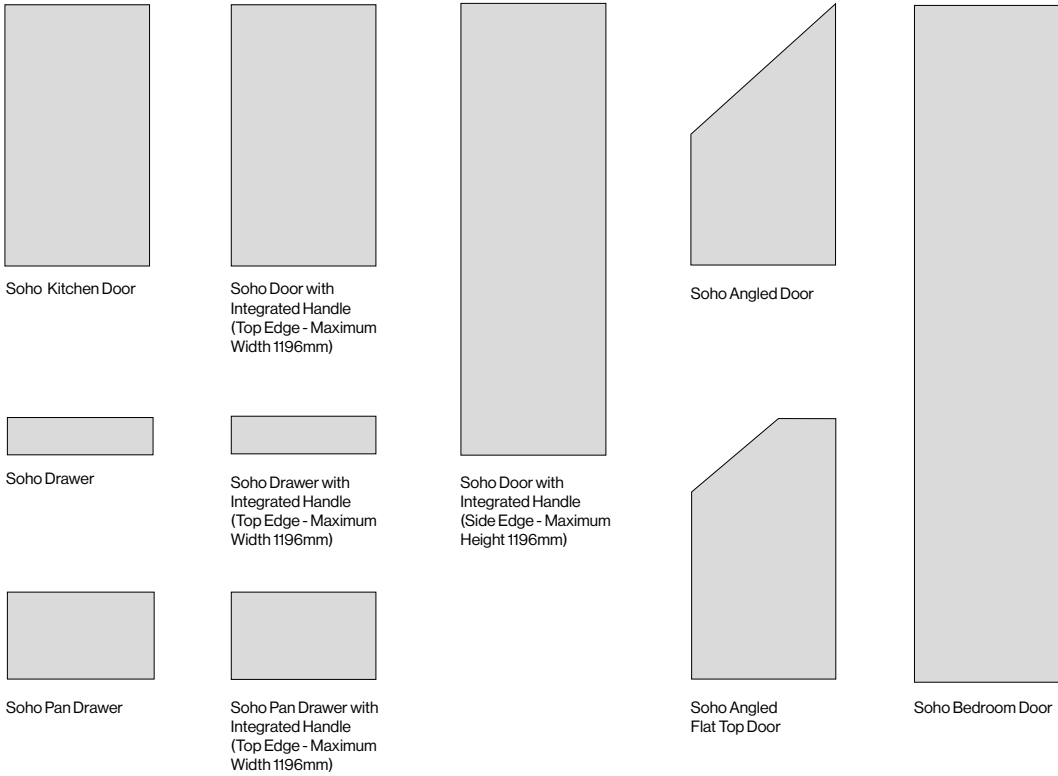 Soho Kitchen Door
Soho Door with
Integrated Handle
(Top Edge - Maximum
Width 1196mm)
Soho Angled Door
Soho Drawer
Soho Drawer with
Integrated Handle
(Top Edge - Maximum
Width 1196mm)
Soho Door with
Integrated Handle
(Side Edge - Maximum
Height 1196mm)
Soho Pan Drawer
Soho Pan Drawer with
Integrated Handle
(Top Edge - Maximum
Width 1196mm)
Soho Angled
Flat Top Door
Soho Bedroom Door